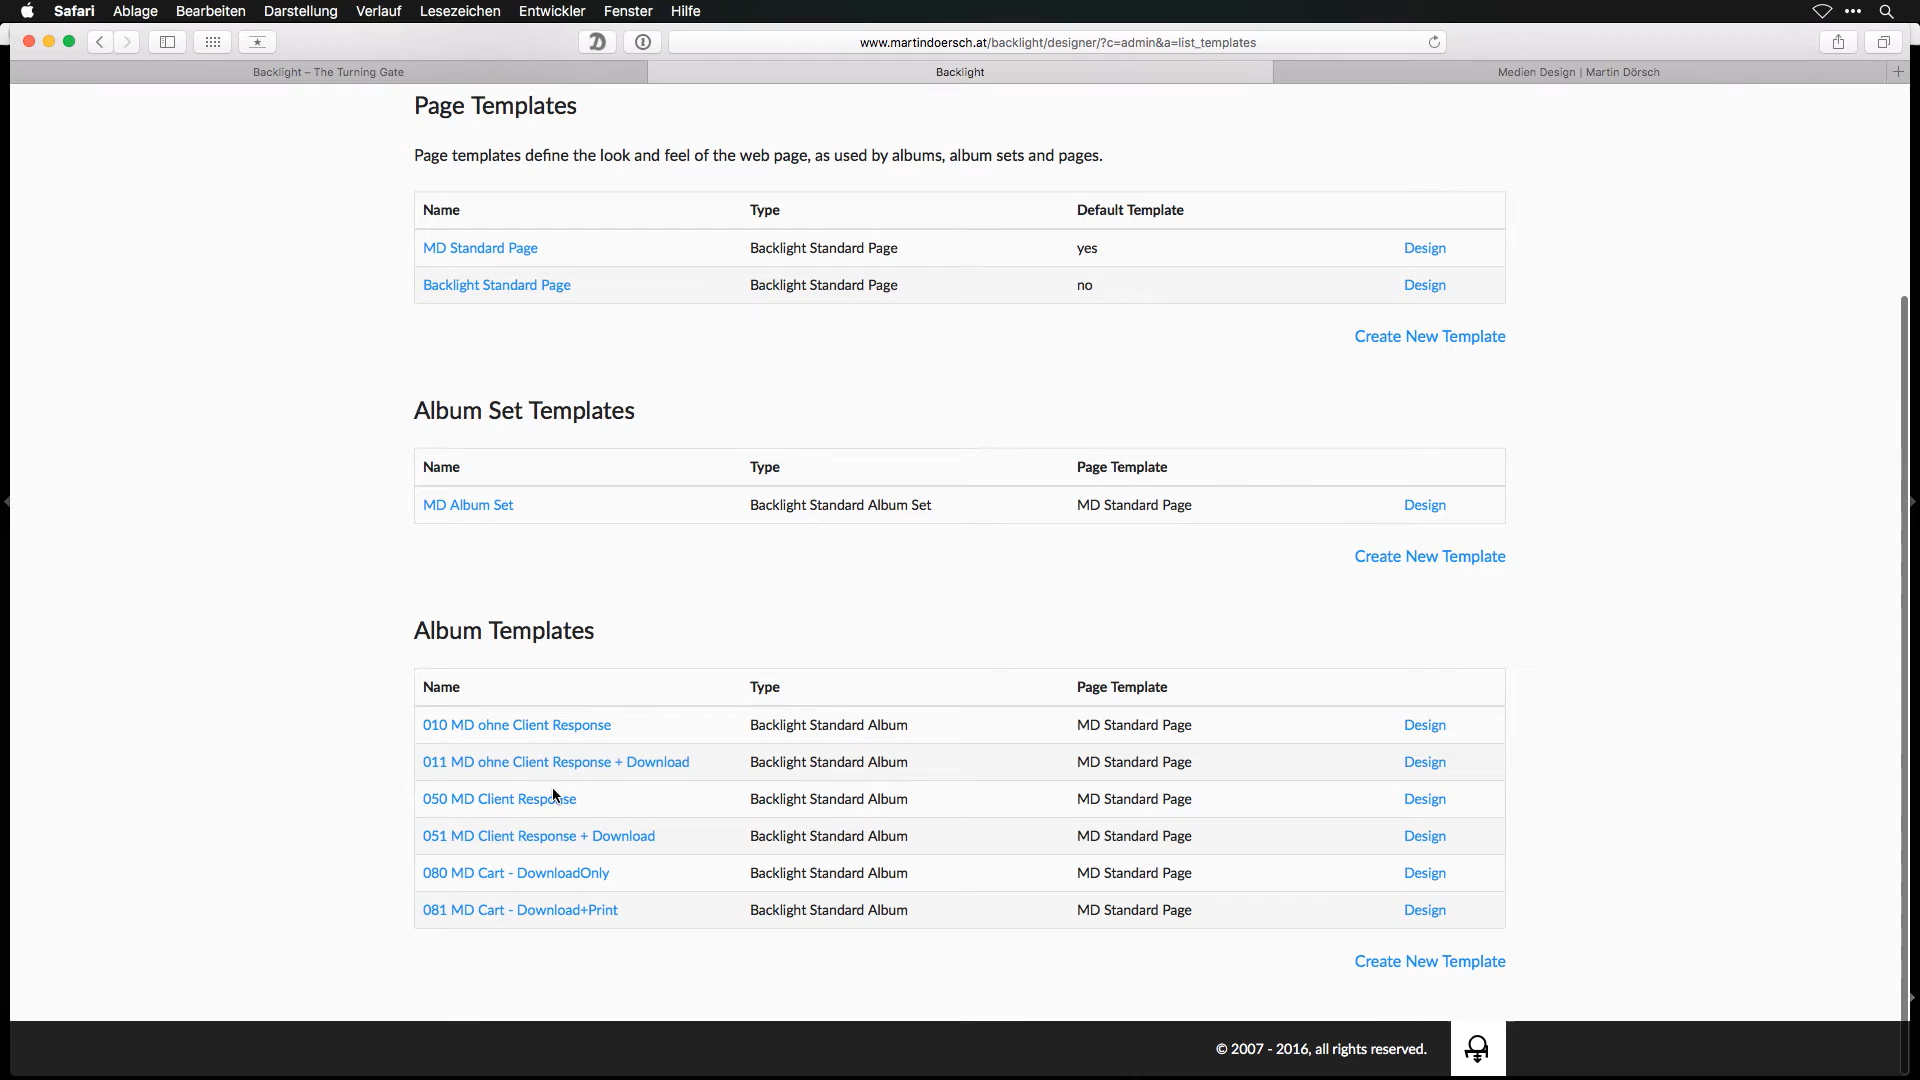 Safari Ablage Bearbeiten Darstellung Verlauf Lesezeichen Entwickler Fenster Hilfe
www.martindoersch.at/backlight/designer/?c=admin&a=list_templates
Backlight – The Turning Gate Backlight Medien Design | Martin Dörsch
Page Templates
Page templates define the look and feel of the web page, as used by albums, album sets and pages.
Name Type Default Template
MD Standard Page Backlight Standard Page yes Design
Backlight Standard Page Backlight Standard Page no Design
Create New Template
Album Set Templates
Name Type Page Template
MD Album Set Backlight Standard Album Set MD Standard Page Design
Create New Template
Album Templates
Name Type Page Template
010 MD ohne Client Response Backlight Standard Album MD Standard Page Design
011 MD ohne Client Response + Download Backlight Standard Album MD Standard Page Design
050 MD Client Response Backlight Standard Album MD Standard Page Design
051 MD Client Response + Download Backlight Standard Album MD Standard Page Design
080 MD Cart - DownloadOnly Backlight Standard Album MD Standard Page Design
081 MD Cart - Download+Print Backlight Standard Album MD Standard Page Design
Create New Template
© 2007 - 2016, all rights reserved.